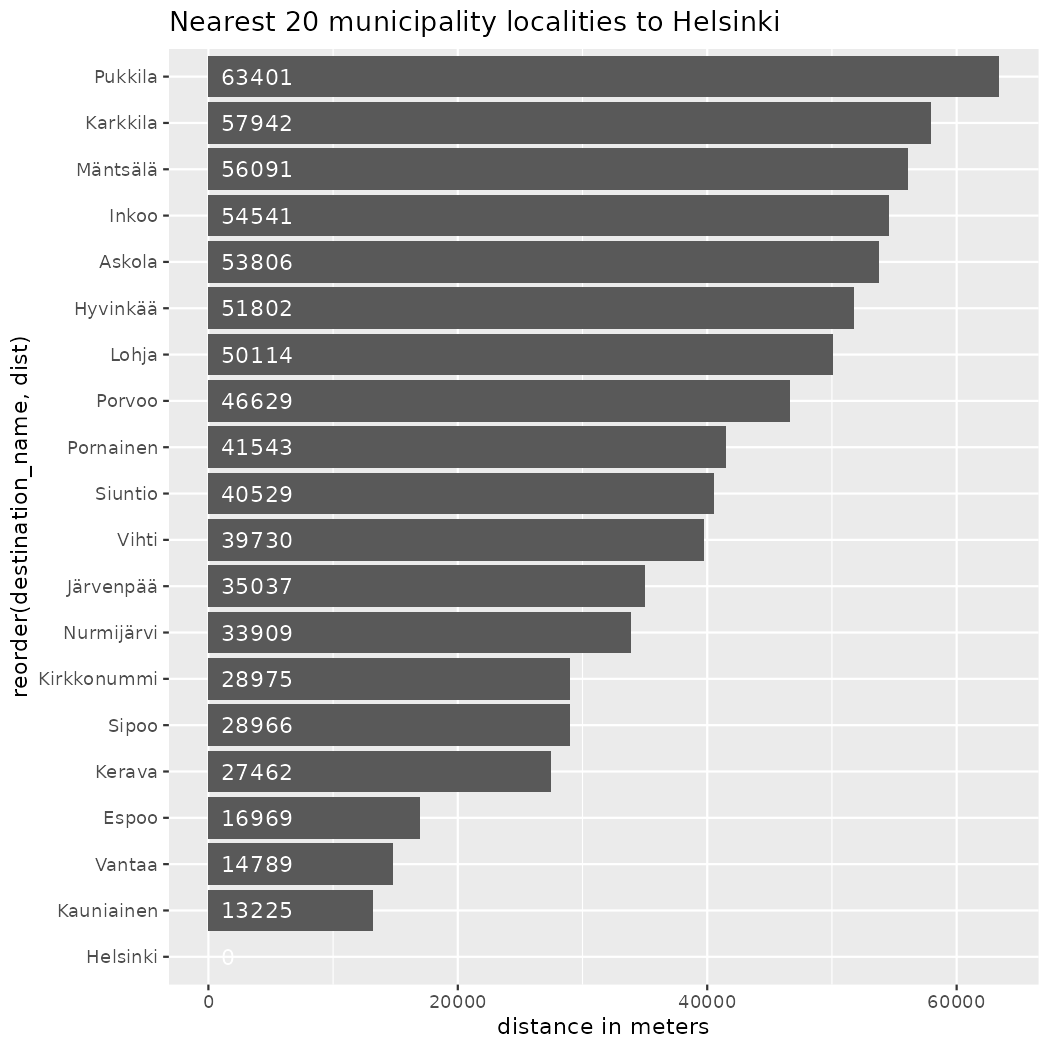 Nearest 20 municipality localities to Helsinki
reorder(destination_name, dist)
Pukkila 63401
Karkkila 57942
Mäntsälä 56091
Inkoo 54541
Askola 53806
Hyvinkää 51802
Lohja 50114
Porvoo 46629
Pornainen 41543
Siuntio 40529
Vihti 39730
Järvenpää 35037
Nurmijärvi 33909
Kirkkonummi 28975
Sipoo 28966
Kerava 27462
Espoo 16969
Vantaa 14789
Kauniainen 13225
Helsinki 0
0 20000 40000 60000
distance in meters